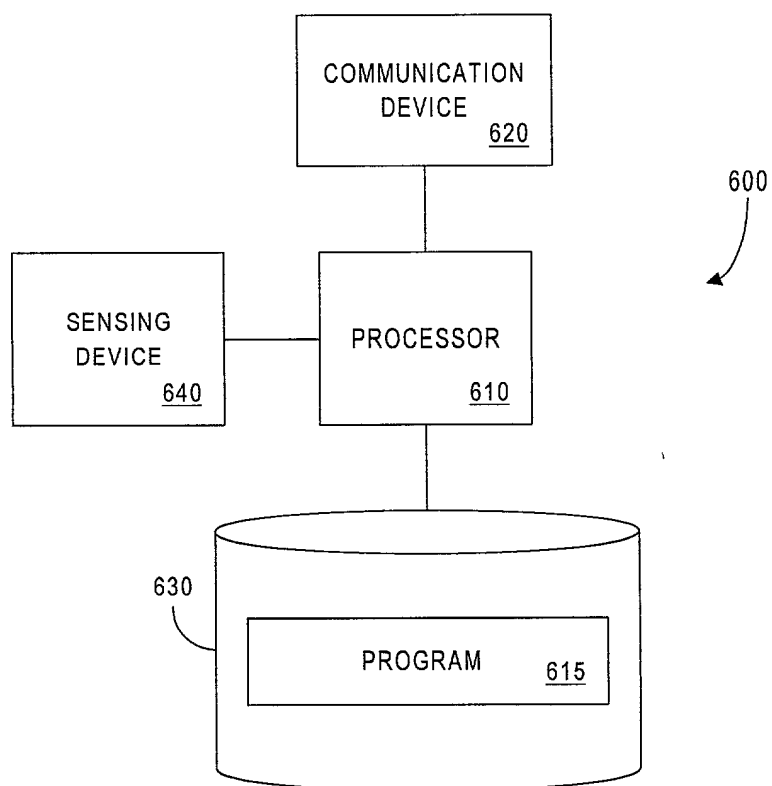 COMMUNICATION
DEVICE
620
600
SENSING
DEVICE
640
PROCESSOR
610
630
PROGRAM
615